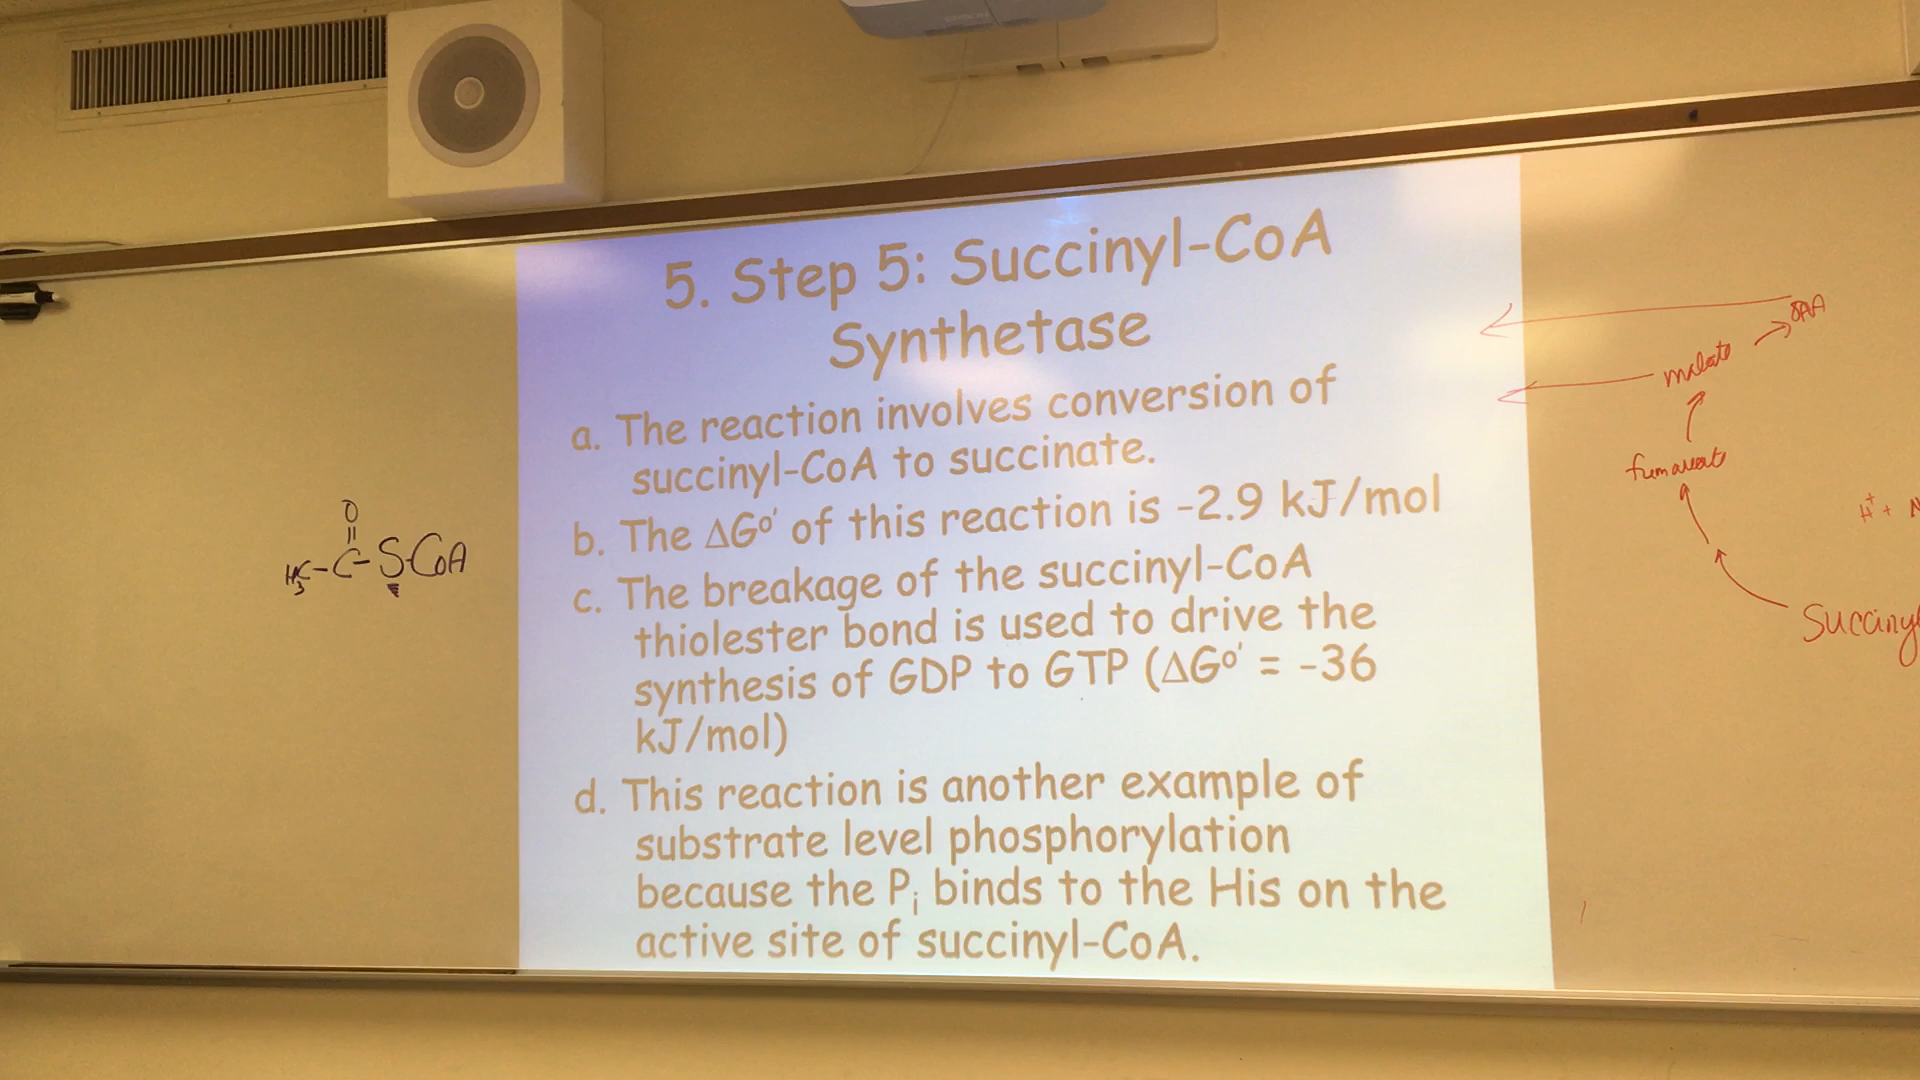 5. Step 5: Succinyl-CoA
Synthetase
a. The reaction involves conversion of
succinyl-CoA to succinate.
b. The ΔG°' of this reaction is -2.9 kJ/mol
c. The breakage of the succinyl-CoA
thiolester bond is used to drive the
synthesis of GDP to GTP (ΔG°' = -36
kJ/mol)
d. This reaction is another example of
substrate level phosphorylation
because the Pi binds to the His on the
active site of succinyl-CoA.
O
H3C-C-S-CoA
OAA
malate
fumarate
H+ +
Succinyl